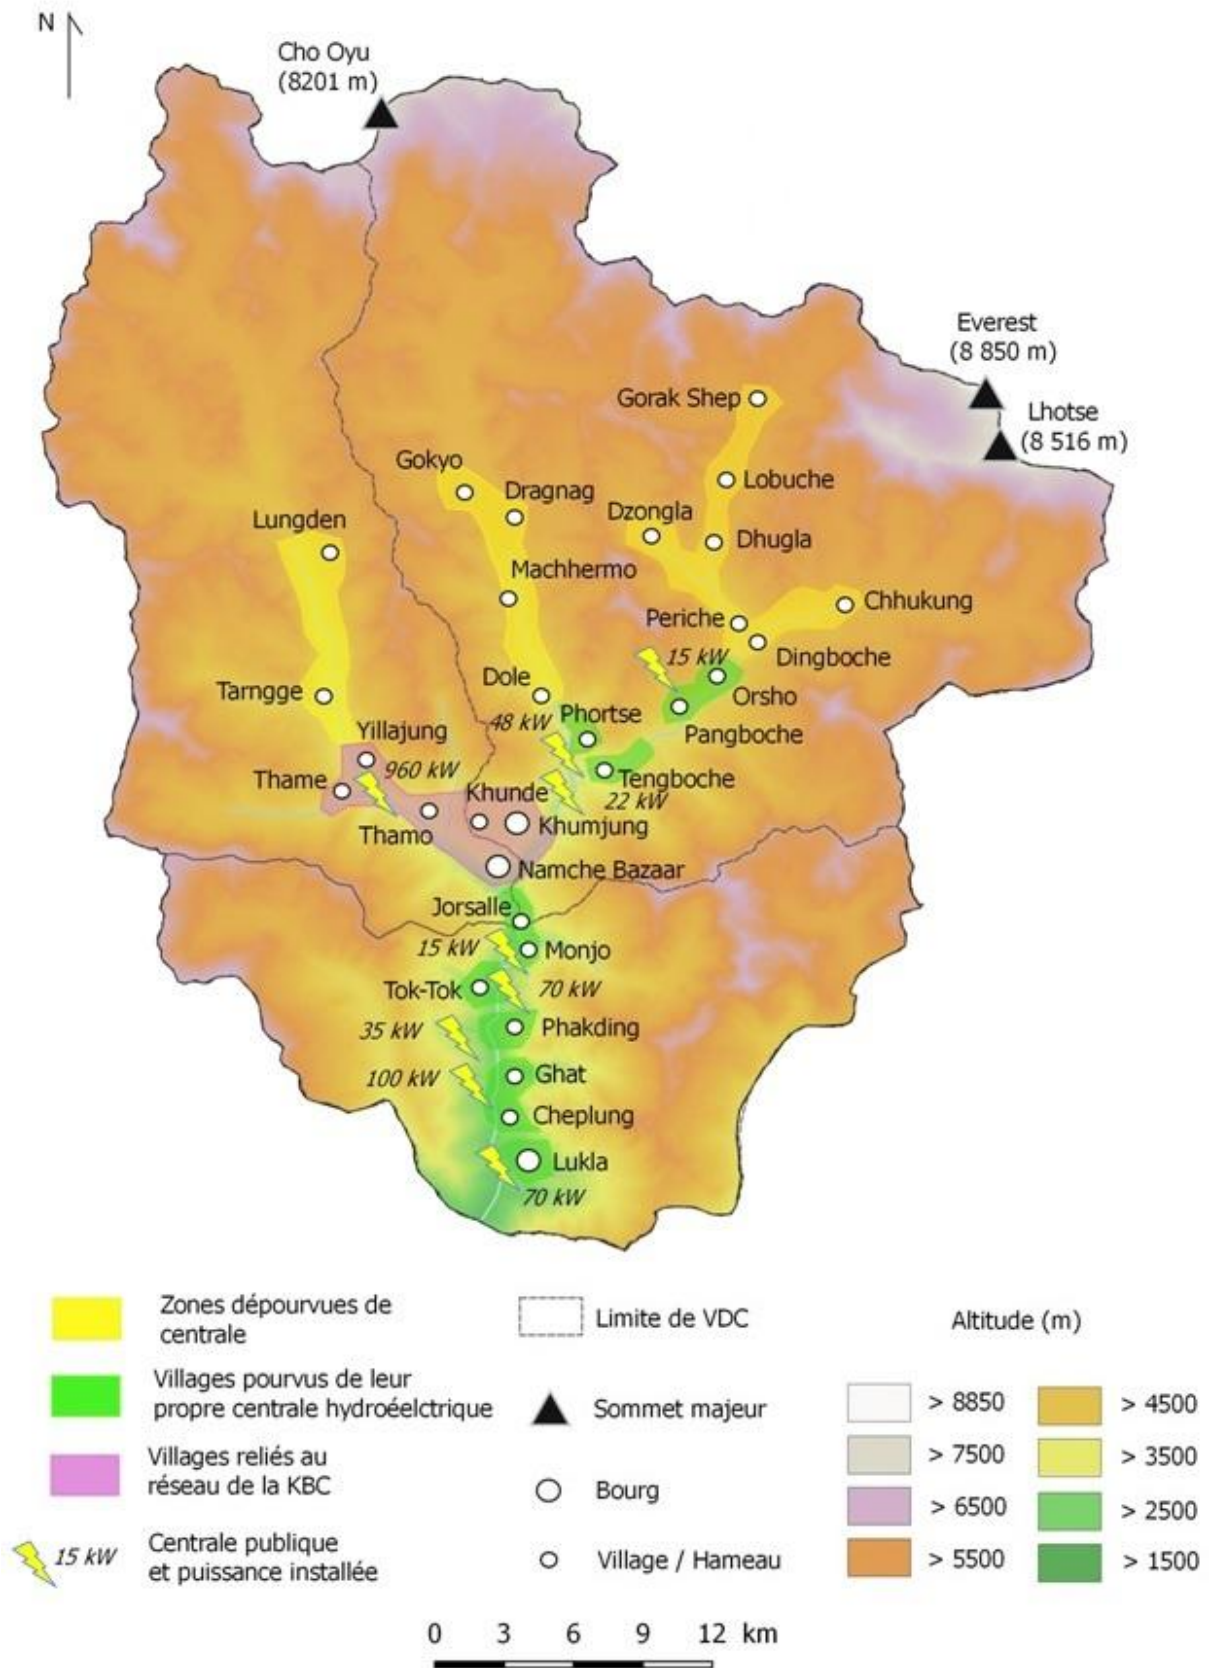 N
Cho Oyu
(8201 m)
Everest
(8 850 m)
Lhotse
(8 516 m)
Gorak Shep
Gokyo
Lobuche
Dragnag
Dzongla
Lungden
Dhugla
Machhermo
Chhukung
Periche
Dingboche
15 kW
Dole
Orsho
Tarngge
Phortse
48 kW
Pangboche
Yillajung
960 kW
Tengboche
Thame
Khunde
22 kW
Thamo
Khumjung
Namche Bazaar
Jorsalle
15 kW
Monjo
Tok-Tok
70 kW
35 kW
Phakding
100 kW
Ghat
Cheplung
Lukla
70 kW
Zones dépourvues de
centrale
Villages pourvus de leur
propre centrale hydroéelctrique
Villages reliés au
réseau de la KBC
15 kW
Centrale publique
et puissance installée
Limite de VDC
Sommet majeur
Bourg
Village / Hameau
Altitude (m)
> 8850
> 7500
> 6500
> 5500
> 4500
> 3500
> 2500
> 1500
0 3 6 9 12 km